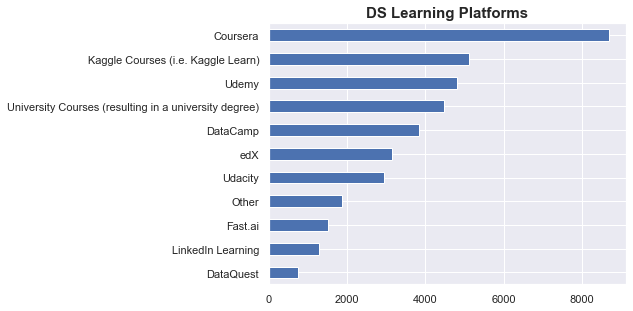 DS Learning Platforms
Coursera
Kaggle Courses (i.e. Kaggle Learn)
Udemy
University Courses (resulting in a university degree)
DataCamp
edX
Udacity
Other
Fast.ai
LinkedIn Learning
DataQuest
0 2000 4000 6000 8000